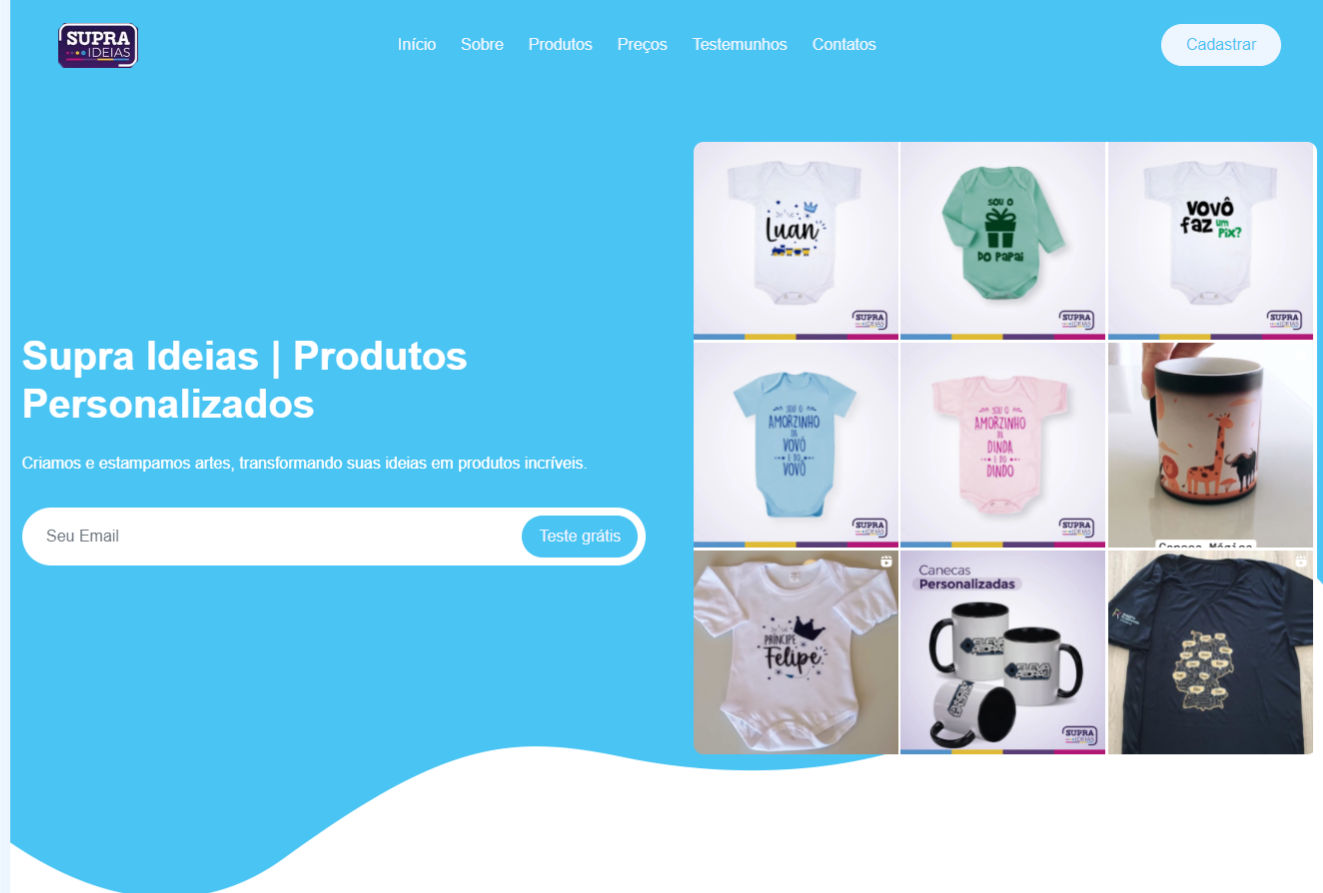 SUPRA
IDEIAS
Início Sobre Produtos Preços Testemunhos Contatos
Cadastrar
Supra Ideias | Produtos
Personalizados
Criamos e estampamos artes, transformando suas ideias em produtos incríveis.
Seu Email
Teste grátis
Luan
SUPRA
IDEIAS
SOU O
DO PAPAI
SUPRA
IDEIAS
VOVÔ
faz um
Pix?
SUPRA
IDEIAS
SOU O
AMORZINHO
DA
VOVÓ
E DO
VOVÔ
SUPRA
IDEIAS
SOU O
AMORZINHO
DA
DINDA
E DO
DINDO
SUPRA
IDEIAS
Caneca Mágica
PRÍNCIPE
Felipe
Canecas
Personalizadas
SUPRA
IDEIAS